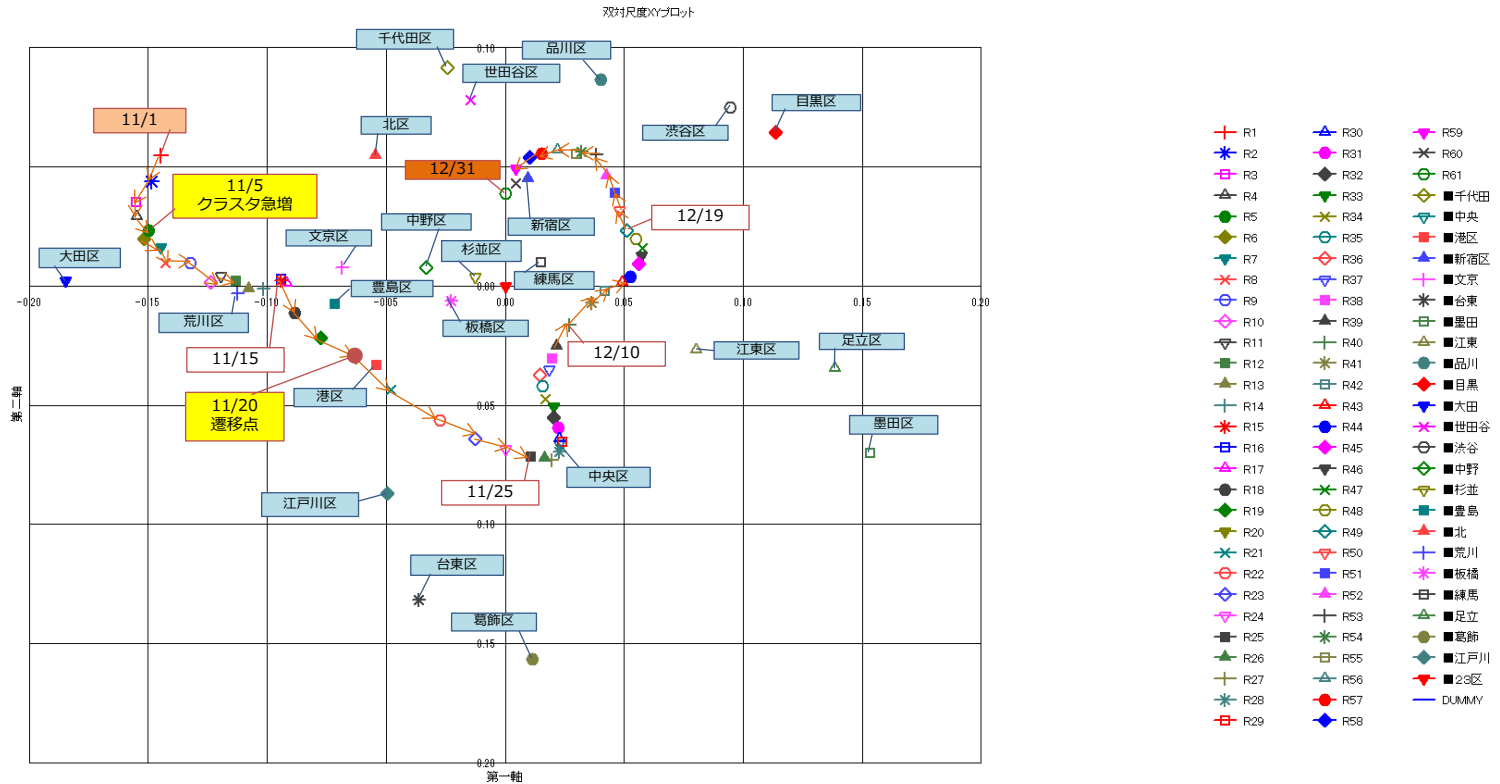 双対尺度XYプロット
千代田区
品川区
0.10
世田谷区
目黒区
11/1
北区
渋谷区
12/31
11/5
クラスタ急増
12/19
中野区
新宿区
文京区
杉並区
大田区
練馬区
-0.20
-0.15
-0.10
-0.05
0.00
0.05
0.10
0.15
0.20
豊島区
荒川区
板橋区
足立区
11/15
12/10
江東区
港区
0.05
11/20
遷移点
第二軸
墨田区
中央区
11/25
江戸川区
0.10
台東区
葛飾区
0.15
0.20
第一軸
R1
R2
R3
R4
R5
R6
R7
R8
R9
R10
R11
R12
R13
R14
R15
R16
R17
R18
R19
R20
R21
R22
R23
R24
R25
R26
R27
R28
R29
R30
R31
R32
R33
R34
R35
R36
R37
R38
R39
R40
R41
R42
R43
R44
R45
R46
R47
R48
R49
R50
R51
R52
R53
R54
R55
R56
R57
R58
R59
R60
R61
■千代田
■中央
■港区
■新宿区
■文京
■台東
■墨田
■江東
■品川
■目黒
■大田
■世田谷
■渋谷
■中野
■杉並
■豊島
■北
■荒川
■板橋
■練馬
■足立
■葛飾
■江戸川
■23区
DUMMY